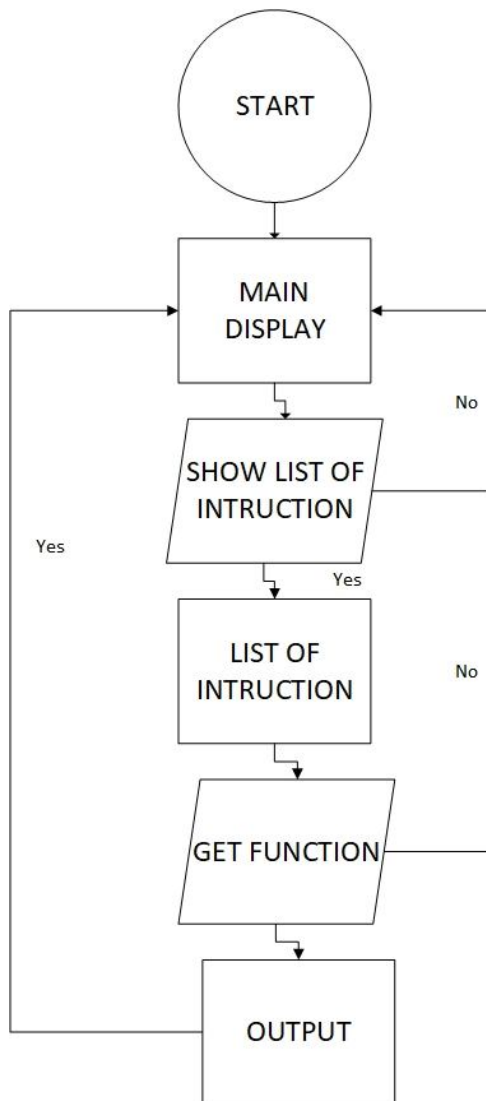 START
MAIN
DISPLAY
No
SHOW LIST OF
INTRUCTION
Yes
Yes
LIST OF
INTRUCTION
No
GET FUNCTION
OUTPUT